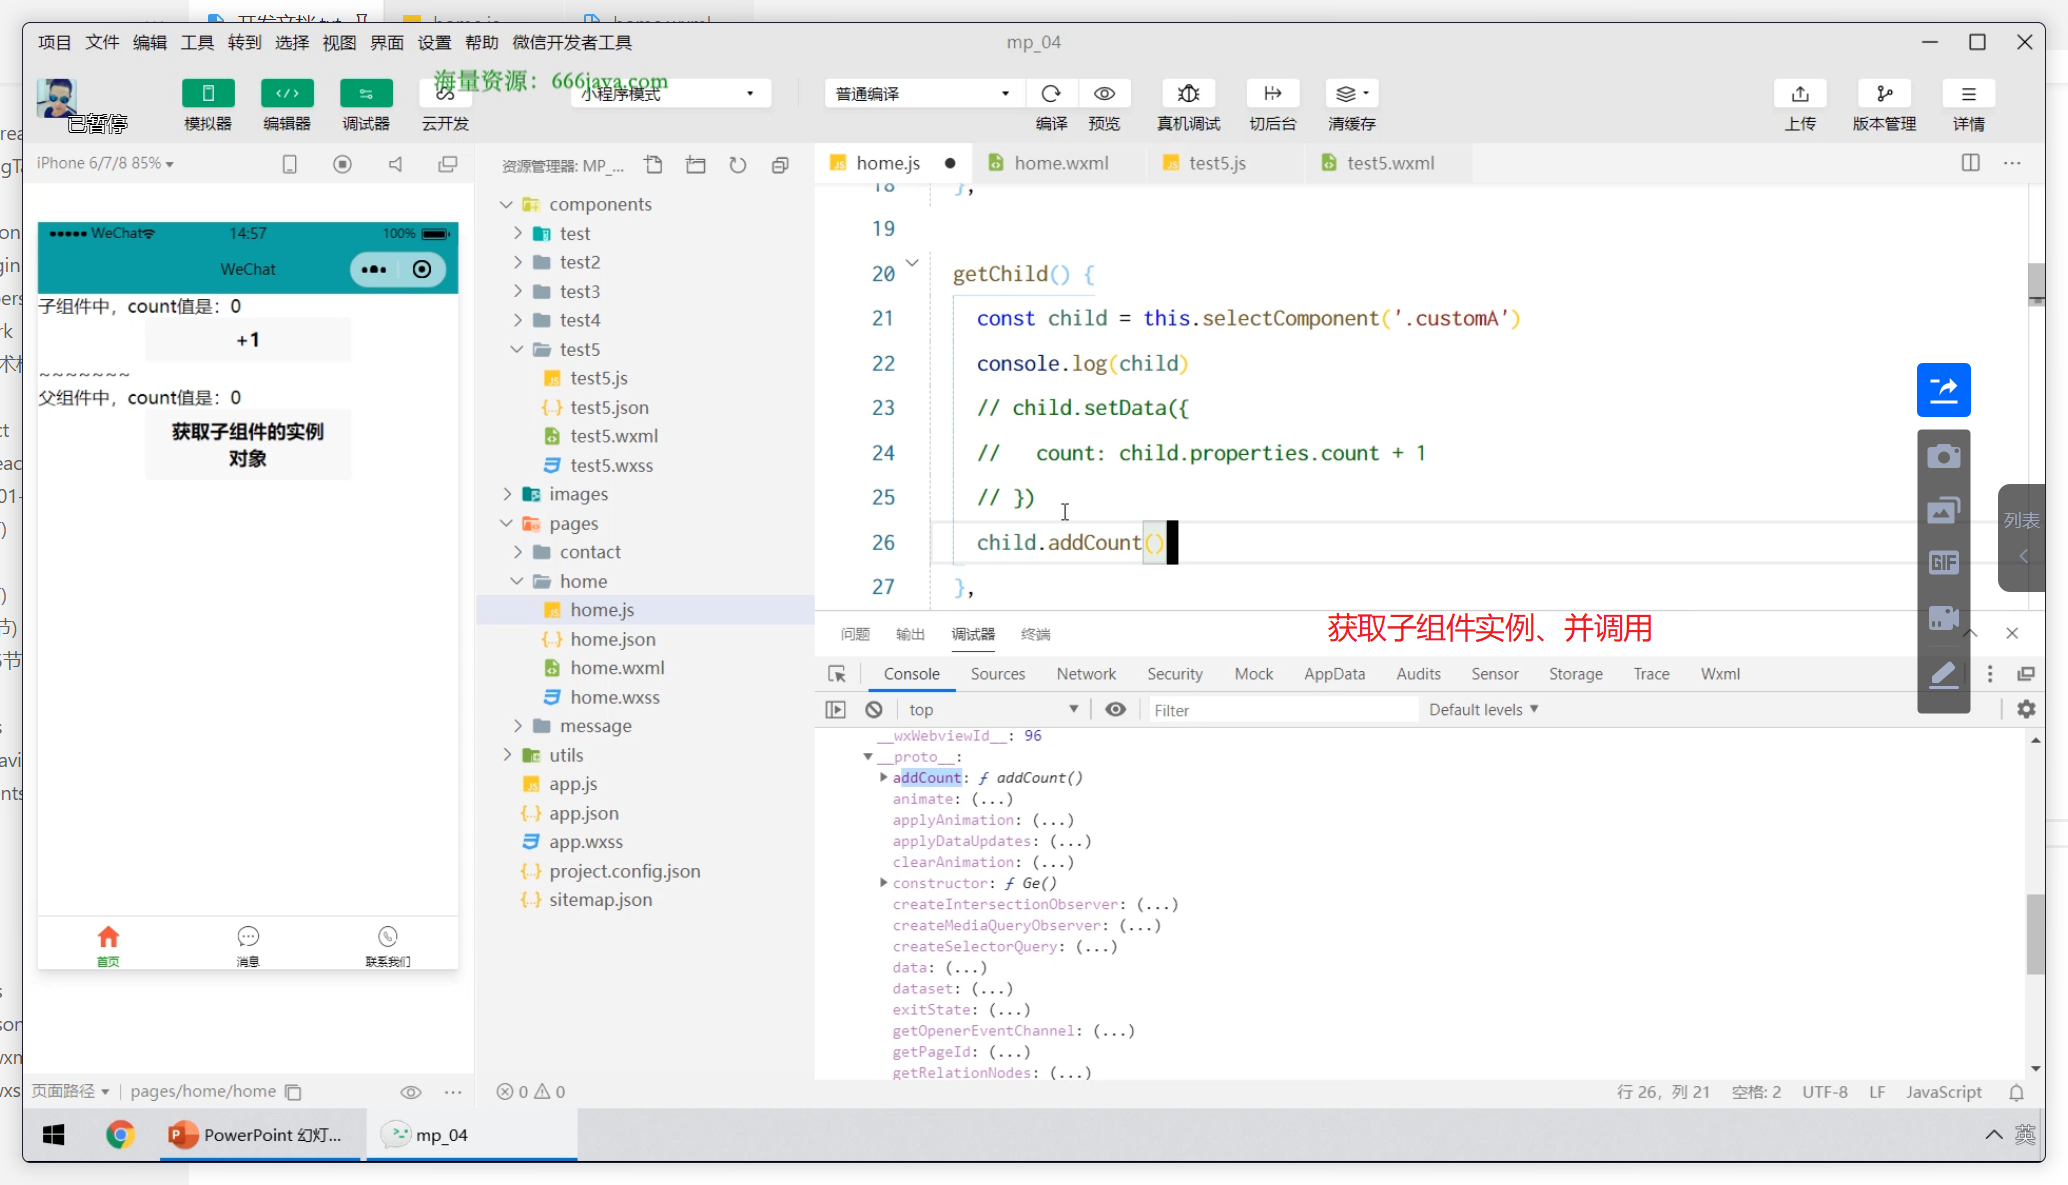 项目 文件 编辑 工具 转到 选择 视图 界面 设置 帮助 微信开发者工具
mp_04
海量资源：666java.com
小程序模式
普通编译
已暂停
模拟器 编辑器 调试器 云开发
编译 预览 真机调试 切后台 清缓存
上传 版本管理 详情
iPhone 6/7/8 85%
资源管理器: MP_...
home.js
home.wxml
test5.js
test5.wxml
WeChat
14:57
100%
WeChat
子组件中，count值是：0
+1
~~~~~~~
父组件中，count值是：0
获取子组件的实例
对象
首页
消息
联系我们
页面路径 pages/home/home
components
test
test2
test3
test4
test5
test5.js
test5.json
test5.wxml
test5.wxss
images
pages
contact
home
home.js
home.json
home.wxml
home.wxss
message
utils
app.js
app.json
app.wxss
project.config.json
sitemap.json
0 0
18 },
19
20 getChild() {
21 const child = this.selectComponent('.customA')
22 console.log(child)
23 // child.setData({
24 //   count: child.properties.count + 1
25 // })
26 child.addCount()
27 },
列表
GIF
问题 输出 调试器 终端
获取子组件实例、并调用
Console Sources Network Security Mock AppData Audits Sensor Storage Trace Wxml
top
Filter
Default levels
__wxWebviewId__: 96
__proto__:
addCount: ƒ addCount()
animate: (...)
applyAnimation: (...)
applyDataUpdates: (...)
clearAnimation: (...)
constructor: ƒ Ge()
createIntersectionObserver: (...)
createMediaQueryObserver: (...)
createSelectorQuery: (...)
data: (...)
dataset: (...)
exitState: (...)
getOpenerEventChannel: (...)
getPageId: (...)
getRelationNodes: (...)
行 26，列 21 空格: 2 UTF-8 LF JavaScript
PowerPoint 幻灯...
mp_04
英